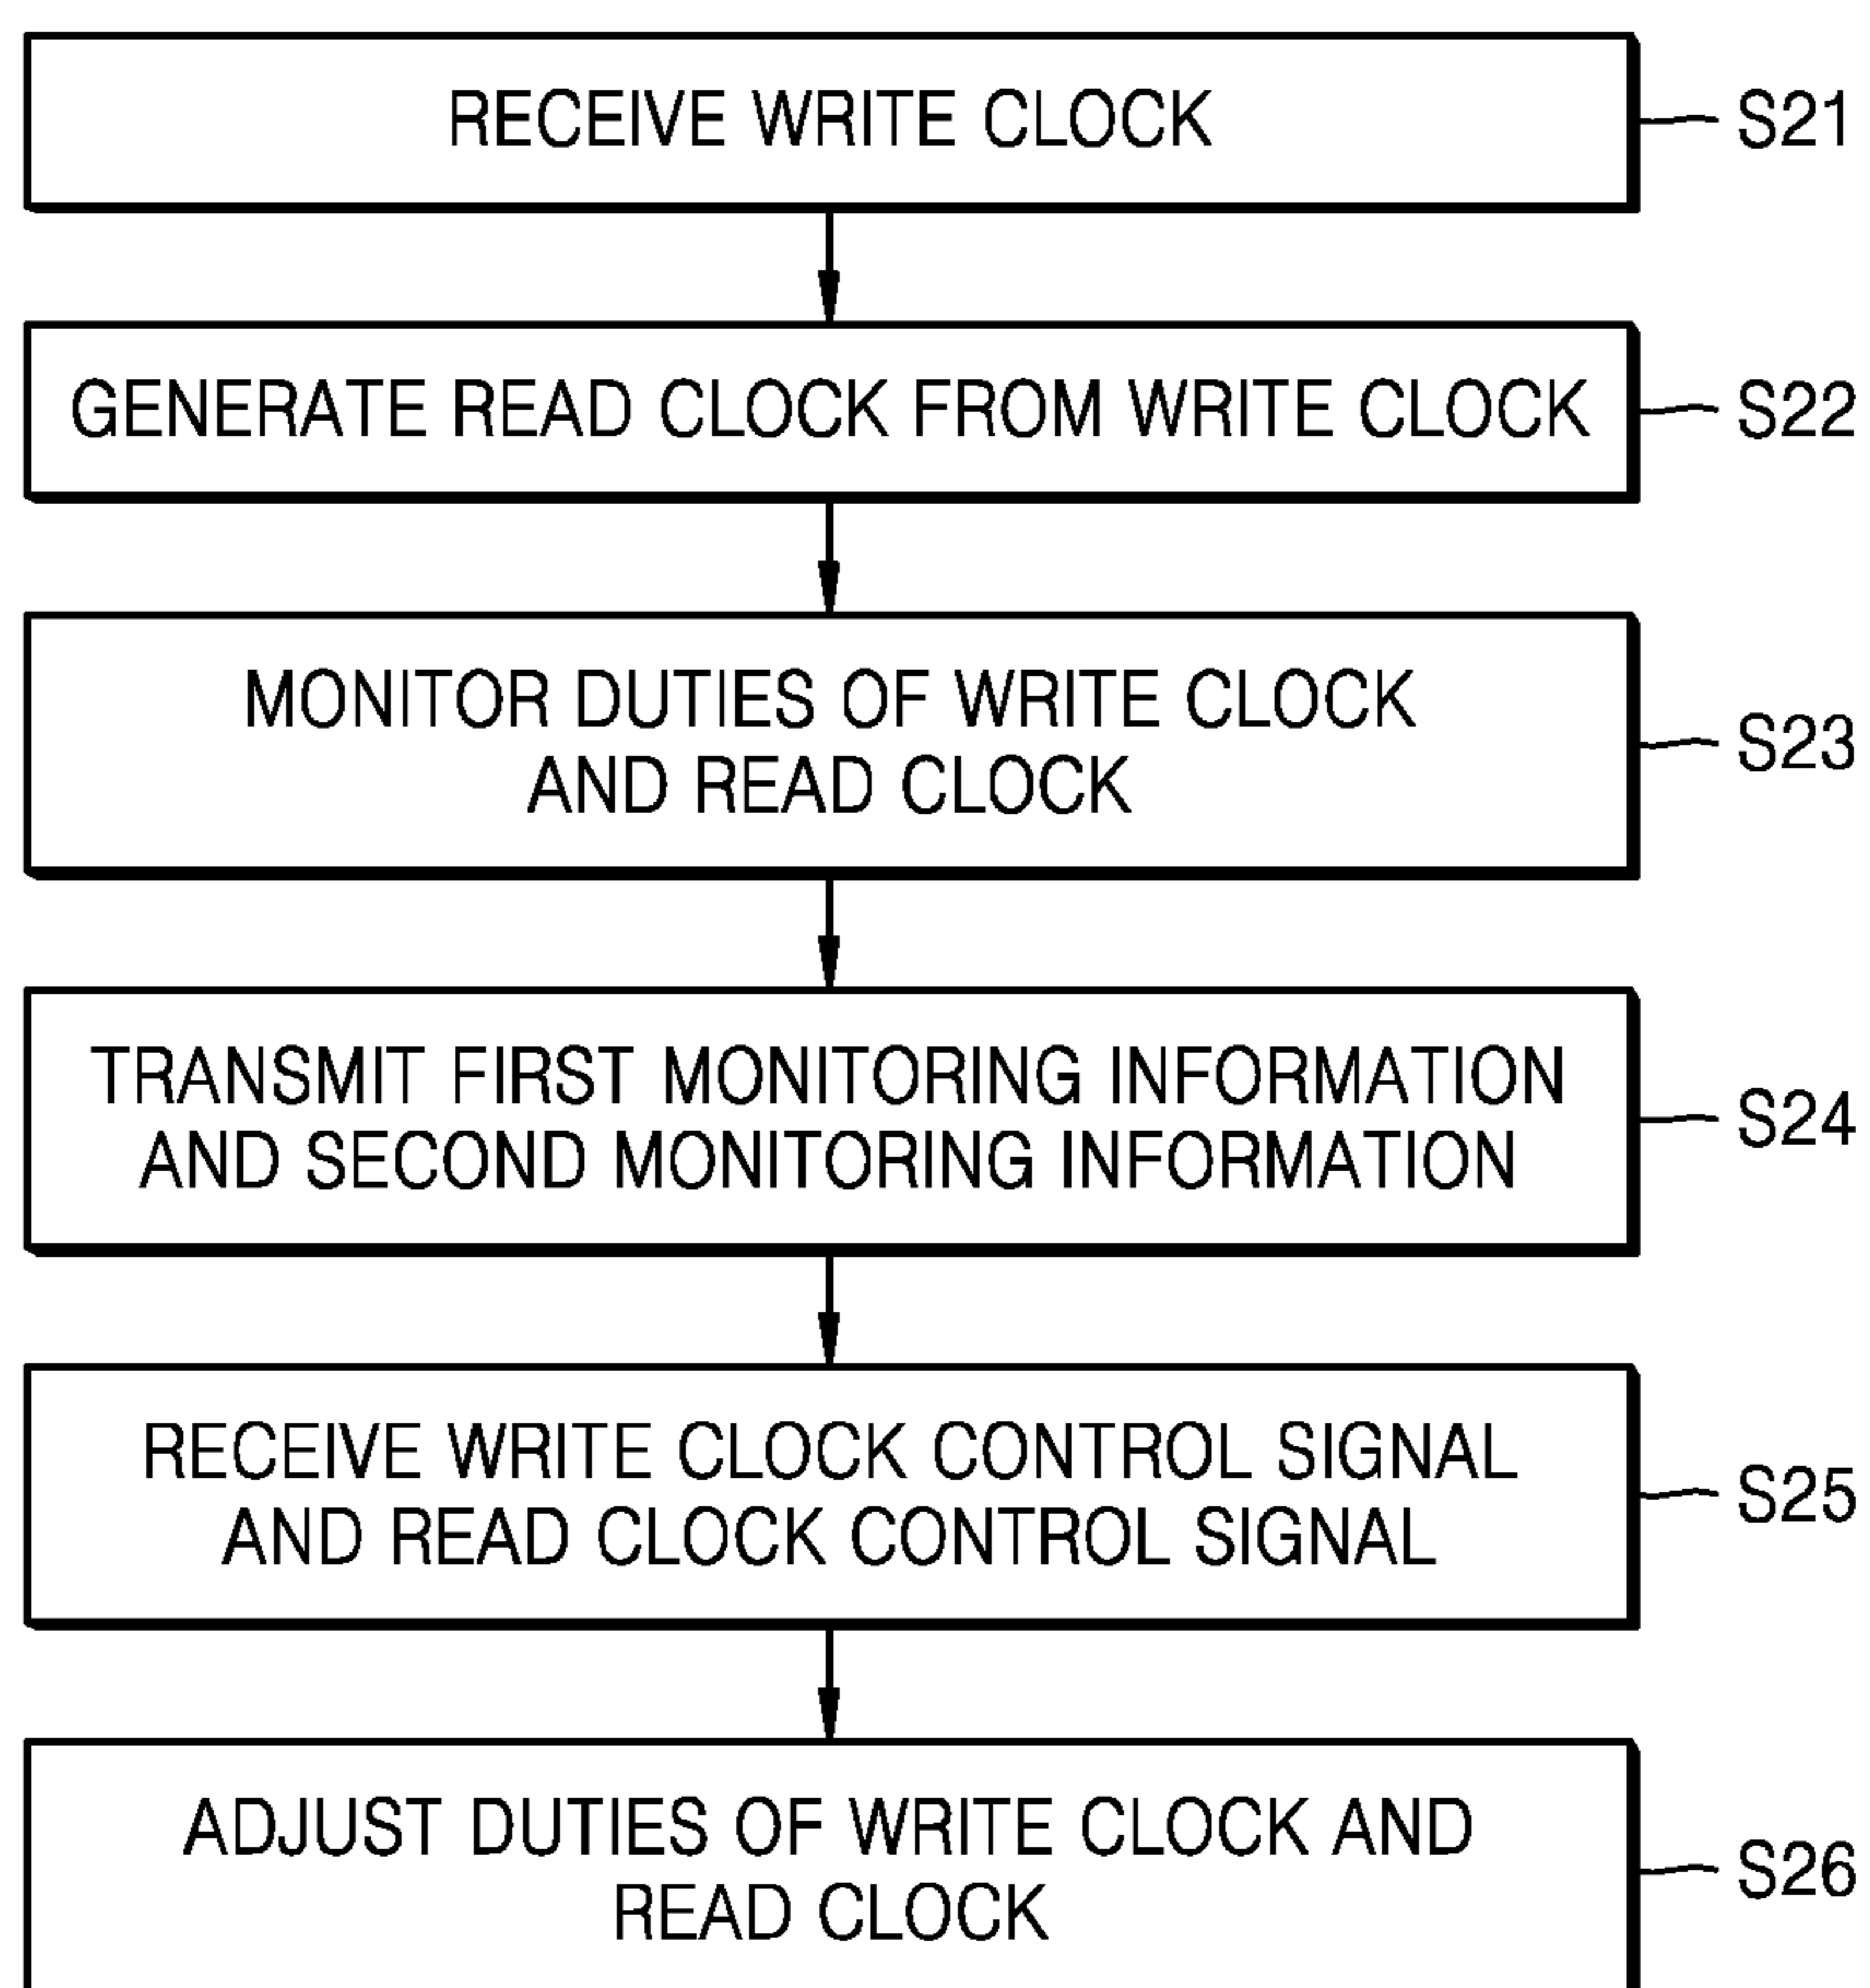 RECEIVE WRITE CLOCK
S21
GENERATE READ CLOCK FROM WRITE CLOCK
S22
MONITOR DUTIES OF WRITE CLOCK
AND READ CLOCK
S23
TRANSMIT FIRST MONITORING INFORMATION
AND SECOND MONITORING INFORMATION
S24
RECEIVE WRITE CLOCK CONTROL SIGNAL
AND READ CLOCK CONTROL SIGNAL
S25
ADJUST DUTIES OF WRITE CLOCK AND
READ CLOCK
S26